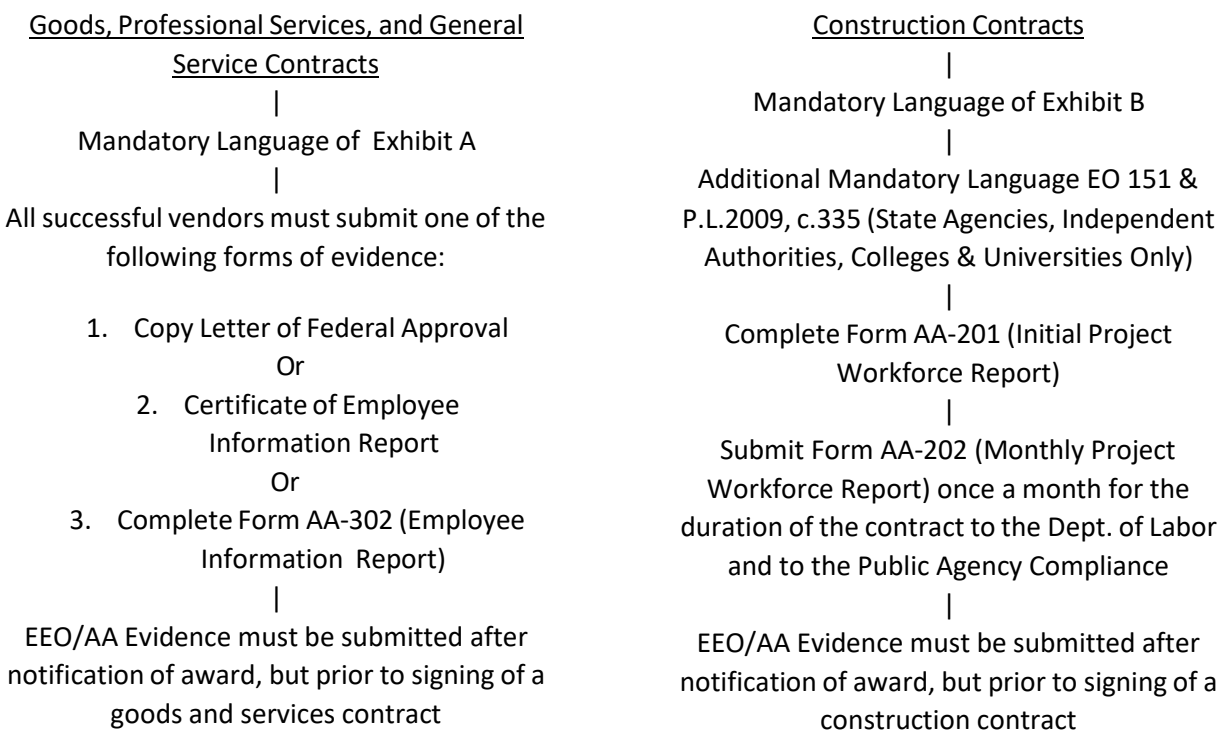 Goods, Professional Services, and General
Service Contracts
|
Mandatory Language of Exhibit A
|
All successful vendors must submit one of the
following forms of evidence:
1. Copy Letter of Federal Approval
Or
2. Certificate of Employee
Information Report
Or
3. Complete Form AA-302 (Employee
Information Report)
|
EEO/AA Evidence must be submitted after
notification of award, but prior to signing of a
goods and services contract
Construction Contracts
|
Mandatory Language of Exhibit B
|
Additional Mandatory Language EO 151 &
P.L.2009, c.335 (State Agencies, Independent
Authorities, Colleges & Universities Only)
|
Complete Form AA-201 (Initial Project
Workforce Report)
|
Submit Form AA-202 (Monthly Project
Workforce Report) once a month for the
duration of the contract to the Dept. of Labor
and to the Public Agency Compliance
|
EEO/AA Evidence must be submitted after
notification of award, but prior to signing of a
construction contract